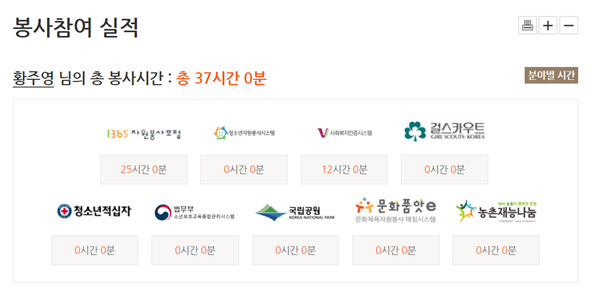 봉사참여 실적
황주영 님의 총 봉사시간 : 총 37시간 0분
분야별 시간
1365 자원봉사포털 청소년자원봉사시스템 사회복지인증시스템 걸스카우트 GIRL SCOUTS·KOREA
25시간 0분 0시간 0분 12시간 0분 0시간 0분
청소년적십자 법무부 소년보호교육종합관리시스템 국립공원 KOREA NATIONAL PARK 문화품앗e 문화체육자원봉사 매칭시스템 농촌재능나눔
0시간 0분 0시간 0분 0시간 0분 0시간 0분 0시간 0분